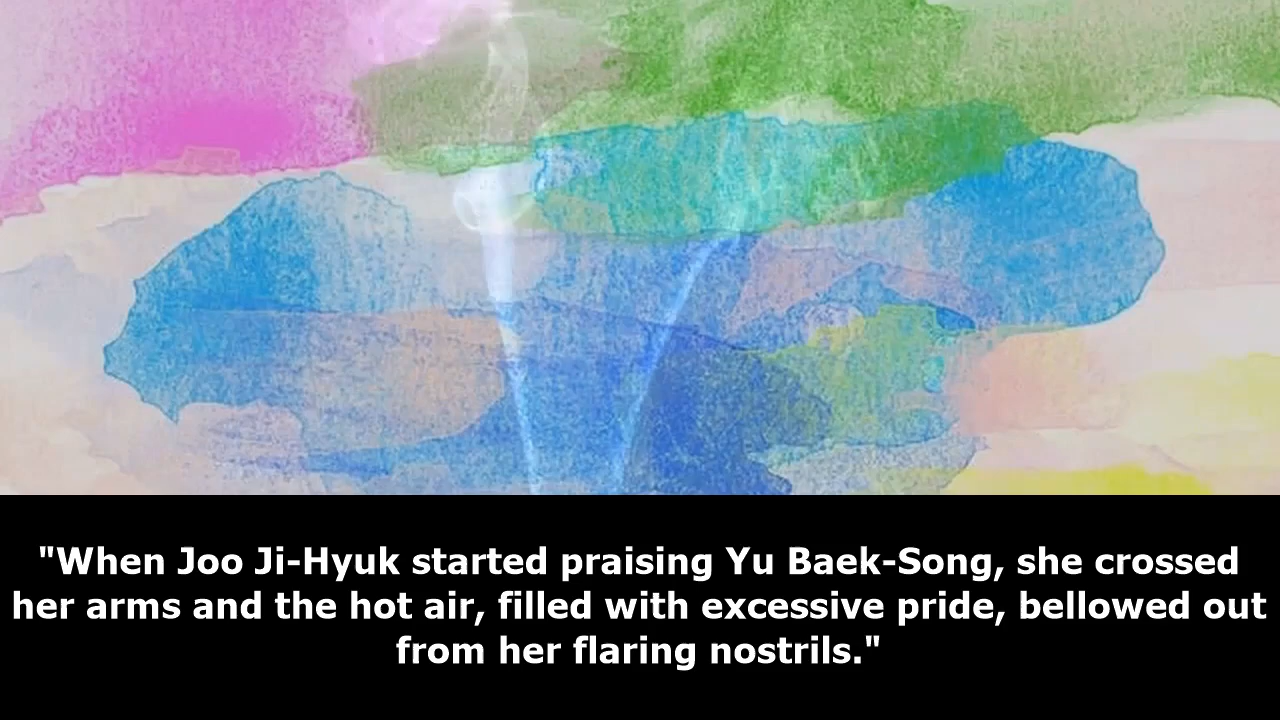 "When Joo Ji-Hyuk started praising Yu Baek-Song, she crossed
her arms and the hot air, filled with excessive pride, bellowed out
from her flaring nostrils."